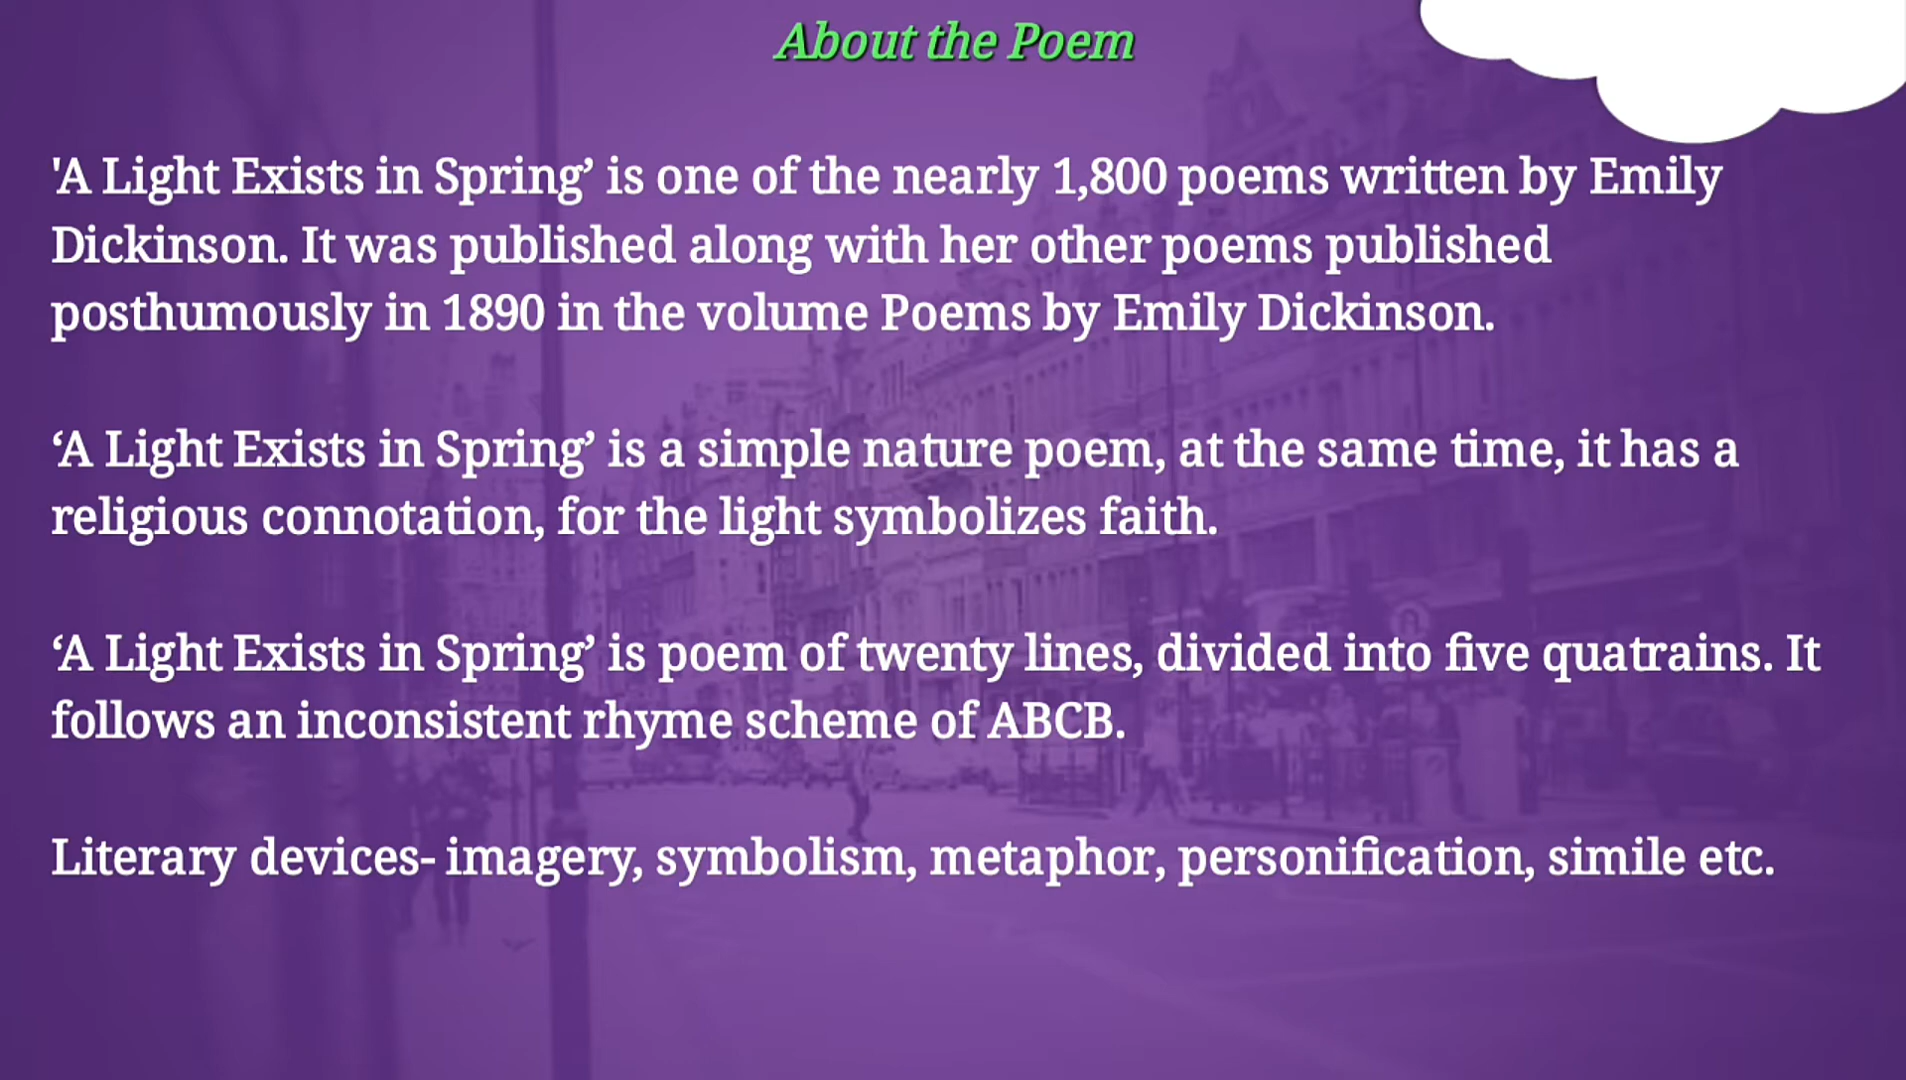 About the Poem
'A Light Exists in Spring’ is one of the nearly 1,800 poems written by Emily
Dickinson. It was published along with her other poems published
posthumously in 1890 in the volume Poems by Emily Dickinson.
‘A Light Exists in Spring’ is a simple nature poem, at the same time, it has a
religious connotation, for the light symbolizes faith.
‘A Light Exists in Spring’ is poem of twenty lines, divided into five quatrains. It
follows an inconsistent rhyme scheme of ABCB.
Literary devices- imagery, symbolism, metaphor, personification, simile etc.